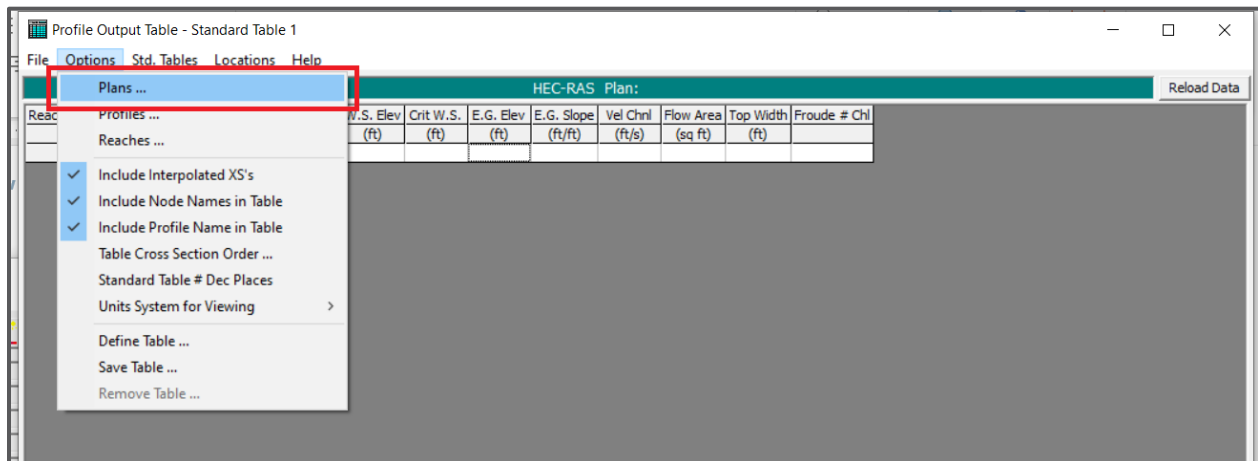 Profile Output Table - Standard Table 1
File Options Std. Tables Locations Help
Plans ...
HEC-RAS Plan:
Reload Data
Profiles ...
W.S. Elev Crit W.S. E.G. Elev E.G. Slope Vel Chnl Flow Area Top Width Froude # Chl
(ft) (ft) (ft) (ft/ft) (ft/s) (sq ft) (ft)
Reaches ...
Include Interpolated XS's
Include Node Names in Table
Include Profile Name in Table
Table Cross Section Order ...
Standard Table # Dec Places
Units System for Viewing
Define Table ...
Save Table ...
Remove Table ...